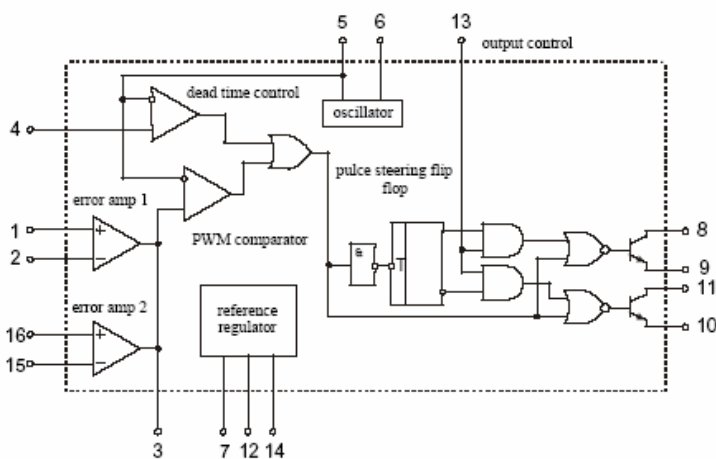 5 6 13
output control
dead time control
oscillator
4
pulce steering flip
flop
error amp 1
1
2
PWM comparator
+
−
&
T
8
9
11
10
error amp 2
16
15
+
−
reference
regulator
3 7 12 14